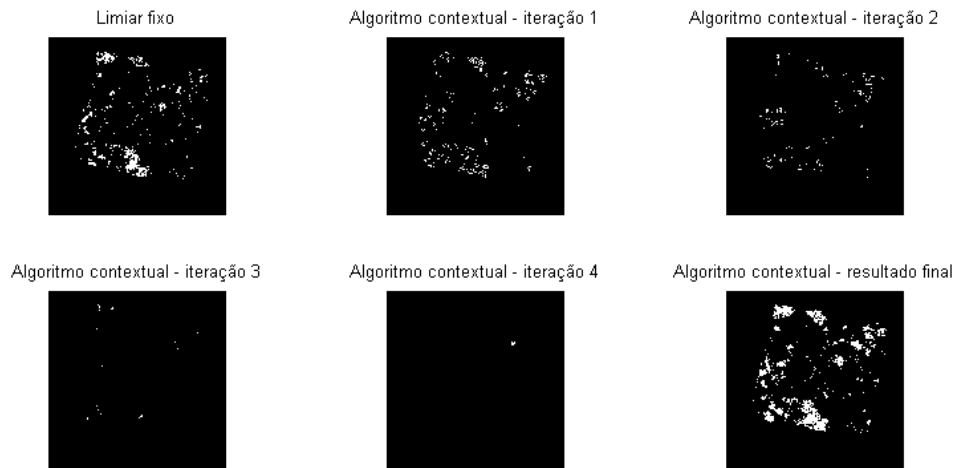 Limiar fixo
Algoritmo contextual - iteração 1
Algoritmo contextual - iteração 2
Algoritmo contextual - iteração 3
Algoritmo contextual - iteração 4
Algoritmo contextual - resultado final